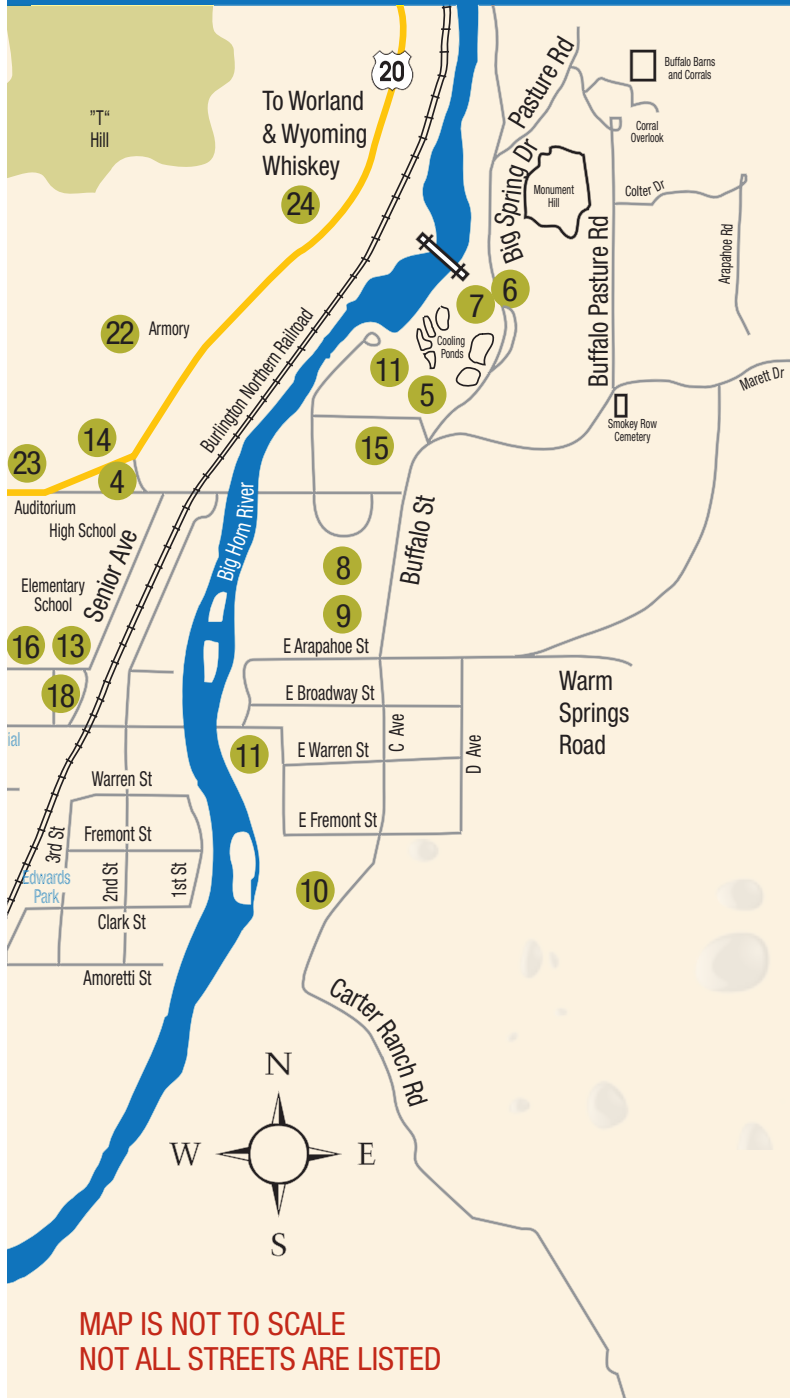 20
Pasture Rd
Buffalo Barns
and Corrals
"T"
Hill
To Worland
& Wyoming
Whiskey
24
Corral
Overlook
Big Spring Dr
Monument
Hill
Colter Dr
Arapahoe Rd
Buffalo Pasture Rd
7
6
22
Armory
Burlington Northern Railroad
Cooling
Ponds
11
5
Marett Dr
Smokey Row
Cemetery
14
15
23
4
Auditorium
High School
Big Horn River
Buffalo St
Senior Ave
Elementary
School
8
9
16
13
E Arapahoe St
18
E Broadway St
Warm
Springs
Road
ial
11
E Warren St
C Ave
D Ave
Warren St
E Fremont St
3rd St
Fremont St
Edwards
Park
2nd St
1st St
10
Clark St
Amoretti St
Carter Ranch Rd
N
W
E
S
MAP IS NOT TO SCALE
NOT ALL STREETS ARE LISTED